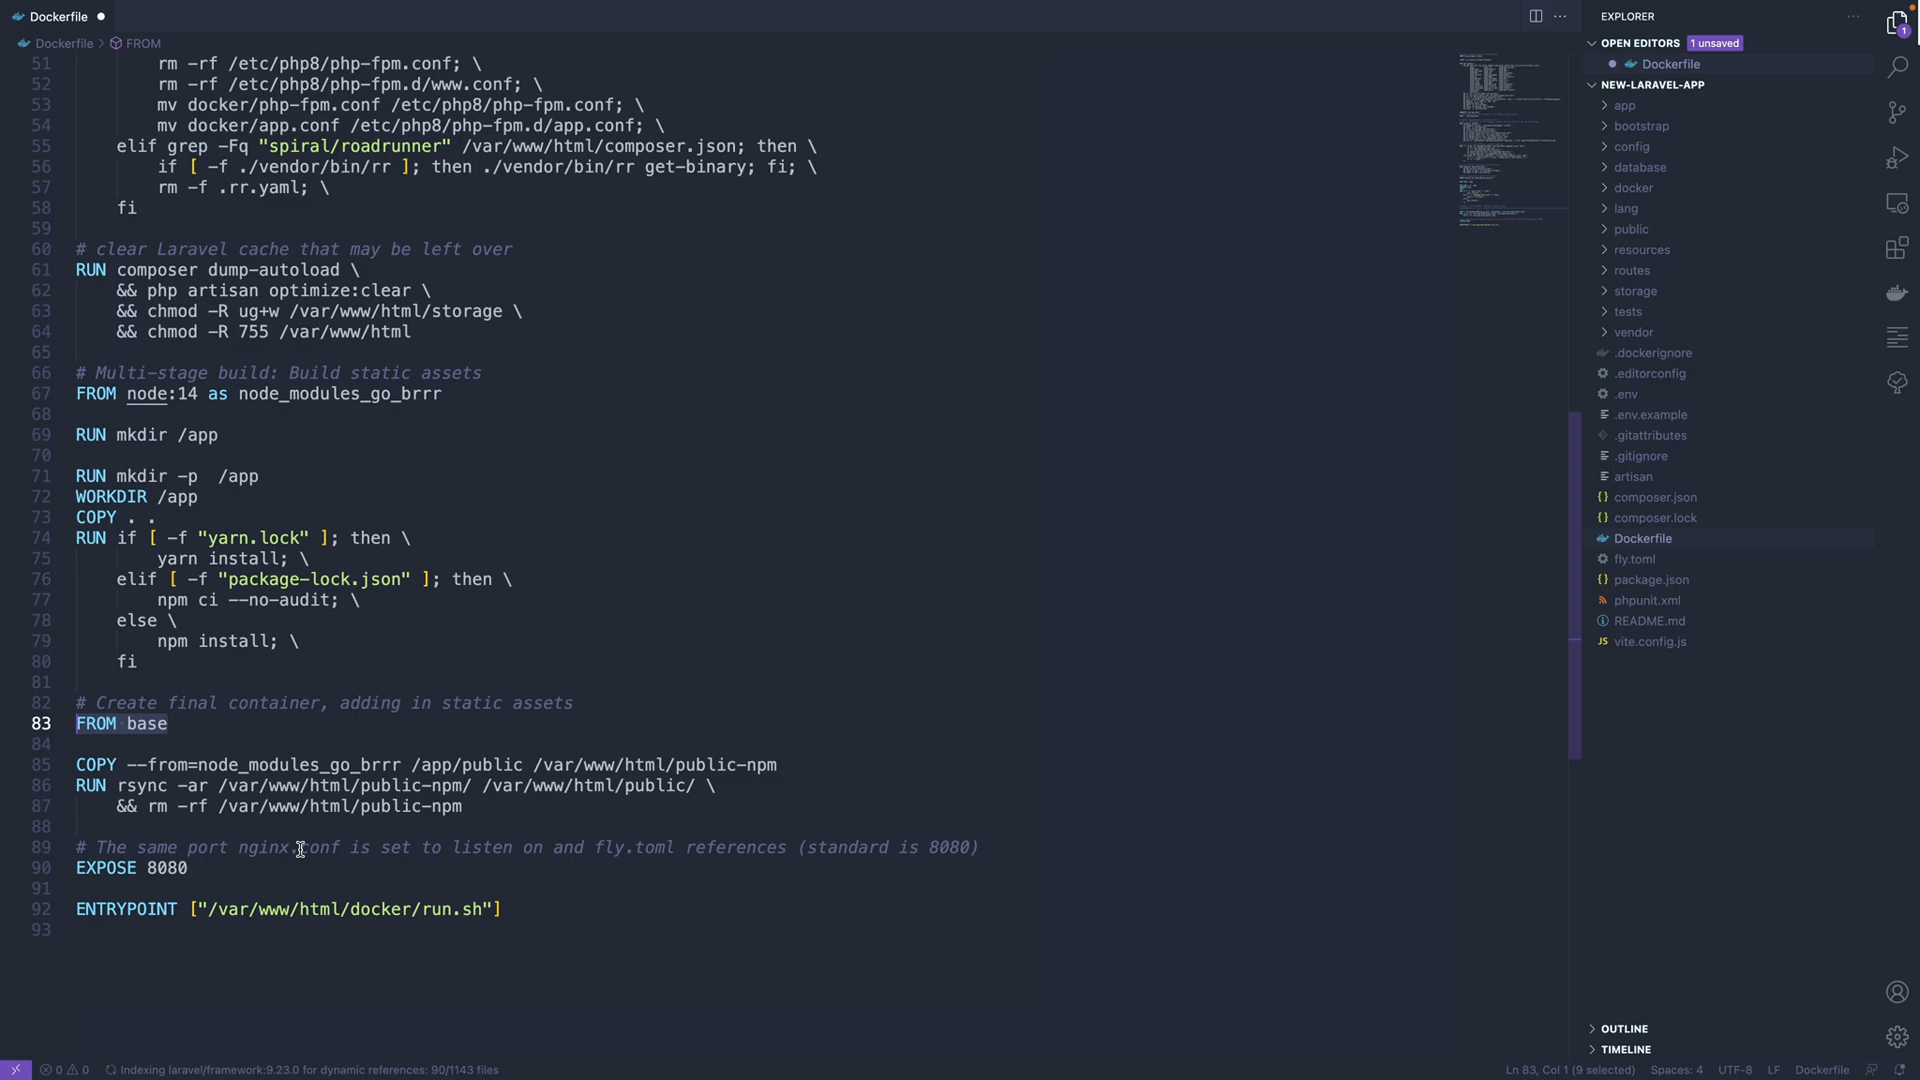 Dockerfile
Dockerfile > FROM
51 rm -rf /etc/php8/php-fpm.conf; \
52 rm -rf /etc/php8/php-fpm.d/www.conf; \
53 mv docker/php-fpm.conf /etc/php8/php-fpm.conf; \
54 mv docker/app.conf /etc/php8/php-fpm.d/app.conf; \
55 elif grep -Fq "spiral/roadrunner" /var/www/html/composer.json; then \
56 if [ -f ./vendor/bin/rr ]; then ./vendor/bin/rr get-binary; fi; \
57 rm -f .rr.yaml; \
58 fi
59
60 # clear Laravel cache that may be left over
61 RUN composer dump-autoload \
62 && php artisan optimize:clear \
63 && chmod -R ug+w /var/www/html/storage \
64 && chmod -R 755 /var/www/html
65
66 # Multi-stage build: Build static assets
67 FROM node:14 as node_modules_go_brrr
68
69 RUN mkdir /app
70
71 RUN mkdir -p  /app
72 WORKDIR /app
73 COPY . .
74 RUN if [ -f "yarn.lock" ]; then \
75 yarn install; \
76 elif [ -f "package-lock.json" ]; then \
77 npm ci --no-audit; \
78 else \
79 npm install; \
80 fi
81
82 # Create final container, adding in static assets
83 FROM base
84
85 COPY --from=node_modules_go_brrr /app/public /var/www/html/public-npm
86 RUN rsync -ar /var/www/html/public-npm/ /var/www/html/public/ \
87 && rm -rf /var/www/html/public-npm
88
89 # The same port nginx.conf is set to listen on and fly.toml references (standard is 8080)
90 EXPOSE 8080
91
92 ENTRYPOINT ["/var/www/html/docker/run.sh"]
93
EXPLORER
OPEN EDITORS 1 unsaved
Dockerfile
NEW-LARAVEL-APP
app
bootstrap
config
database
docker
lang
public
resources
routes
storage
tests
vendor
.dockerignore
.editorconfig
.env
.env.example
.gitattributes
.gitignore
artisan
composer.json
composer.lock
Dockerfile
fly.toml
package.json
phpunit.xml
README.md
vite.config.js
OUTLINE
TIMELINE
1
0 0 Indexing laravel/framework:9.23.0 for dynamic references: 90/1143 files
Ln 83, Col 1 (9 selected) Spaces: 4 UTF-8 LF Dockerfile